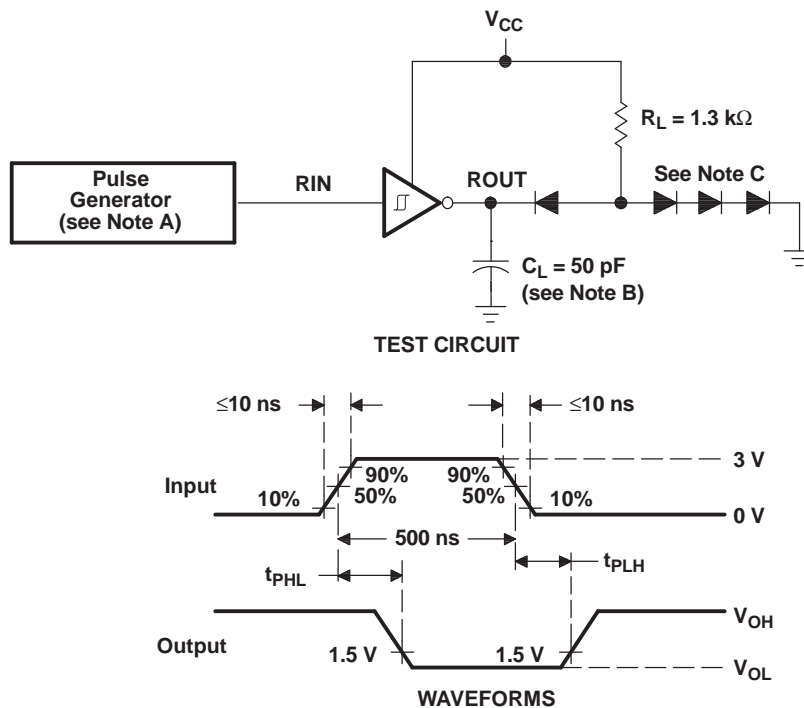 VCC
RL = 1.3 kΩ
Pulse
Generator
(see Note A)
RIN
ROUT
See Note C
CL = 50 pF
(see Note B)
TEST CIRCUIT
≤10 ns
≤10 ns
Input
10%
90%
50%
90%
50%
10%
3 V
0 V
500 ns
tPHL
tPLH
Output
1.5 V
1.5 V
VOH
VOL
WAVEFORMS